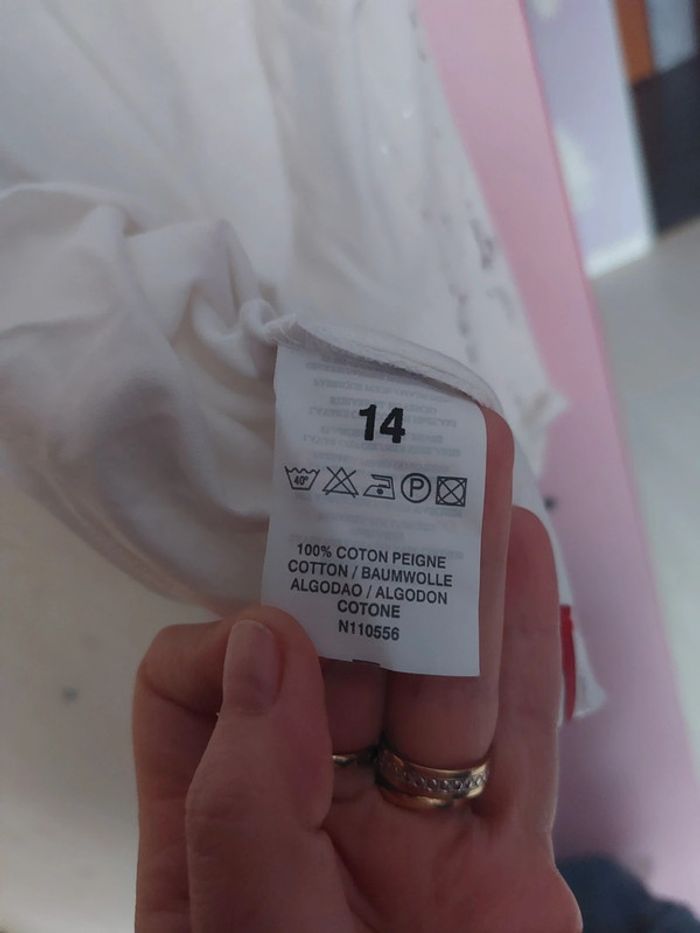 14
40°
P
100% COTON PEIGNE
COTTON / BAUMWOLLE
ALGODAO / ALGODON
COTONE
N110556